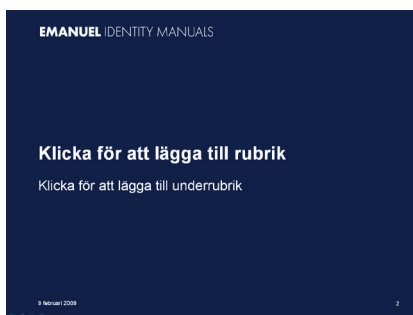 EMANUEL IDENTITY MANUALS
Klicka för att lägga till rubrik
Klicka för att lägga till underrubrik
9 februari 2009
2